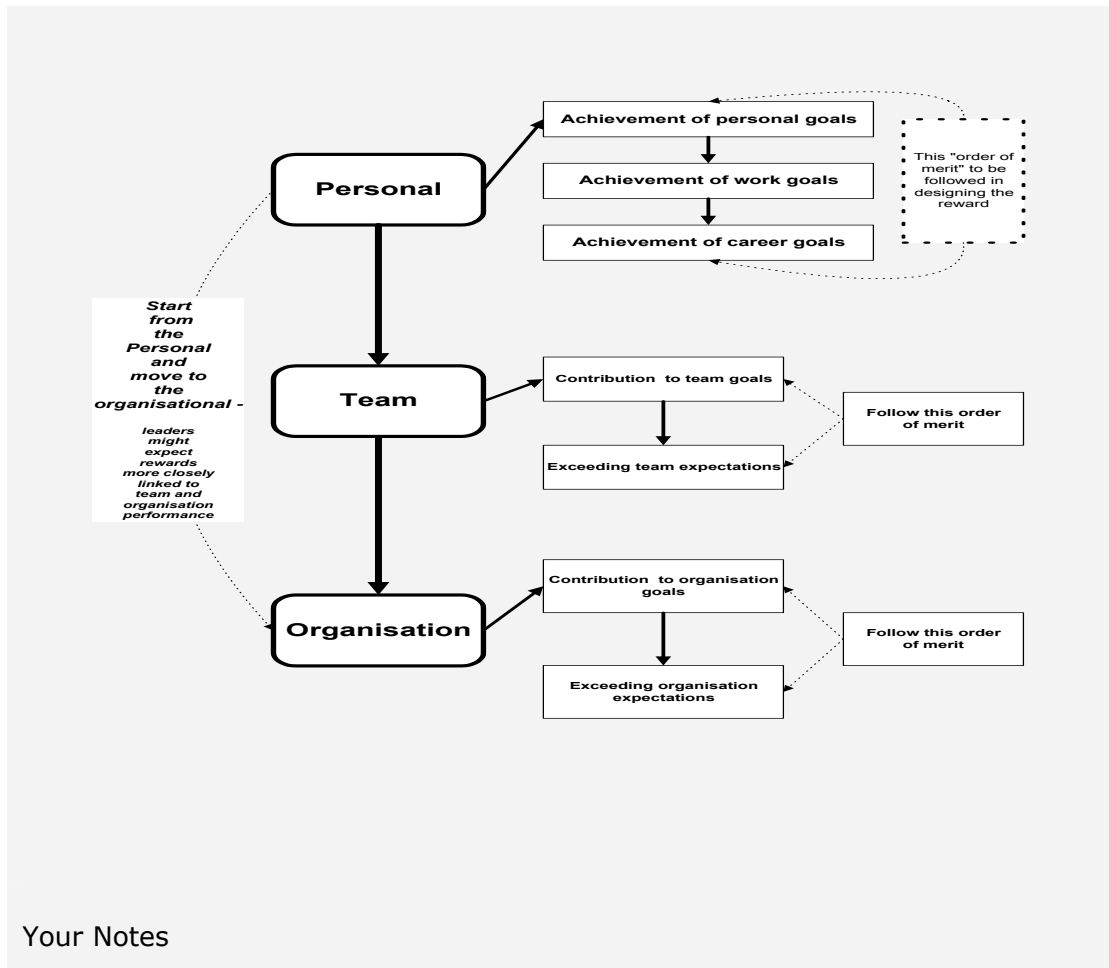 Achievement of personal goals
This "order of
merit" to be
followed in
designing the
reward
Personal
Achievement of work goals
Achievement of career goals
Start
from
the
Personal
and
move to
the
organisational -
leaders
might
expect
rewards
more closely
linked to
team and
organisation
performance
Team
Contribution  to team goals
Follow this order
of merit
Exceeding team expectations
Organisation
Contribution  to organisation
goals
Follow this order
of merit
Exceeding organisation
expectations
Your Notes